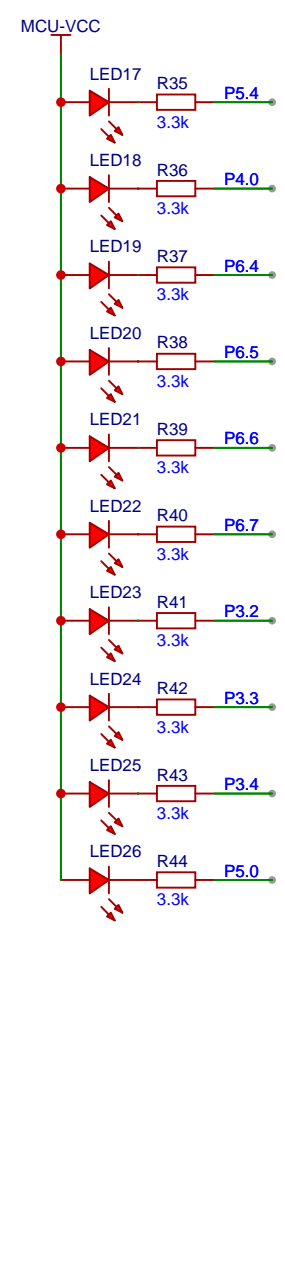 MCU-VCC
LED17
R35
P5.4
3.3k
LED18
R36
P4.0
3.3k
LED19
R37
P6.4
3.3k
LED20
R38
P6.5
3.3k
LED21
R39
P6.6
3.3k
LED22
R40
P6.7
3.3k
LED23
R41
P3.2
3.3k
LED24
R42
P3.3
3.3k
LED25
R43
P3.4
3.3k
LED26
R44
P5.0
3.3k